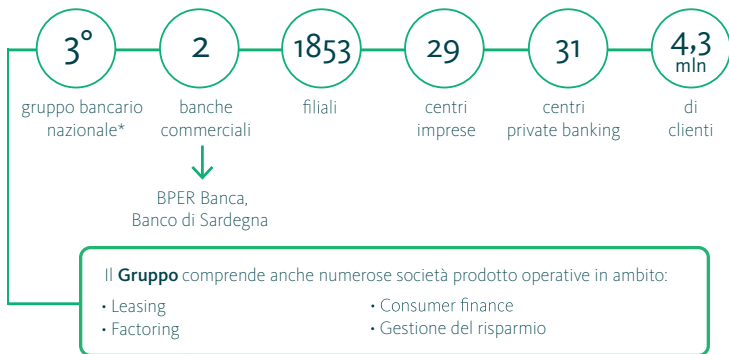 3°
gruppo bancario
nazionale*
2
banche
commerciali
BPER Banca,
Banco di Sardegna
1853
filiali
29
centri
imprese
31
centri
private banking
4,3
mln
di
clienti
Il Gruppo comprende anche numerose società prodotto operative in ambito:
• Leasing
• Factoring
• Consumer finance
• Gestione del risparmio